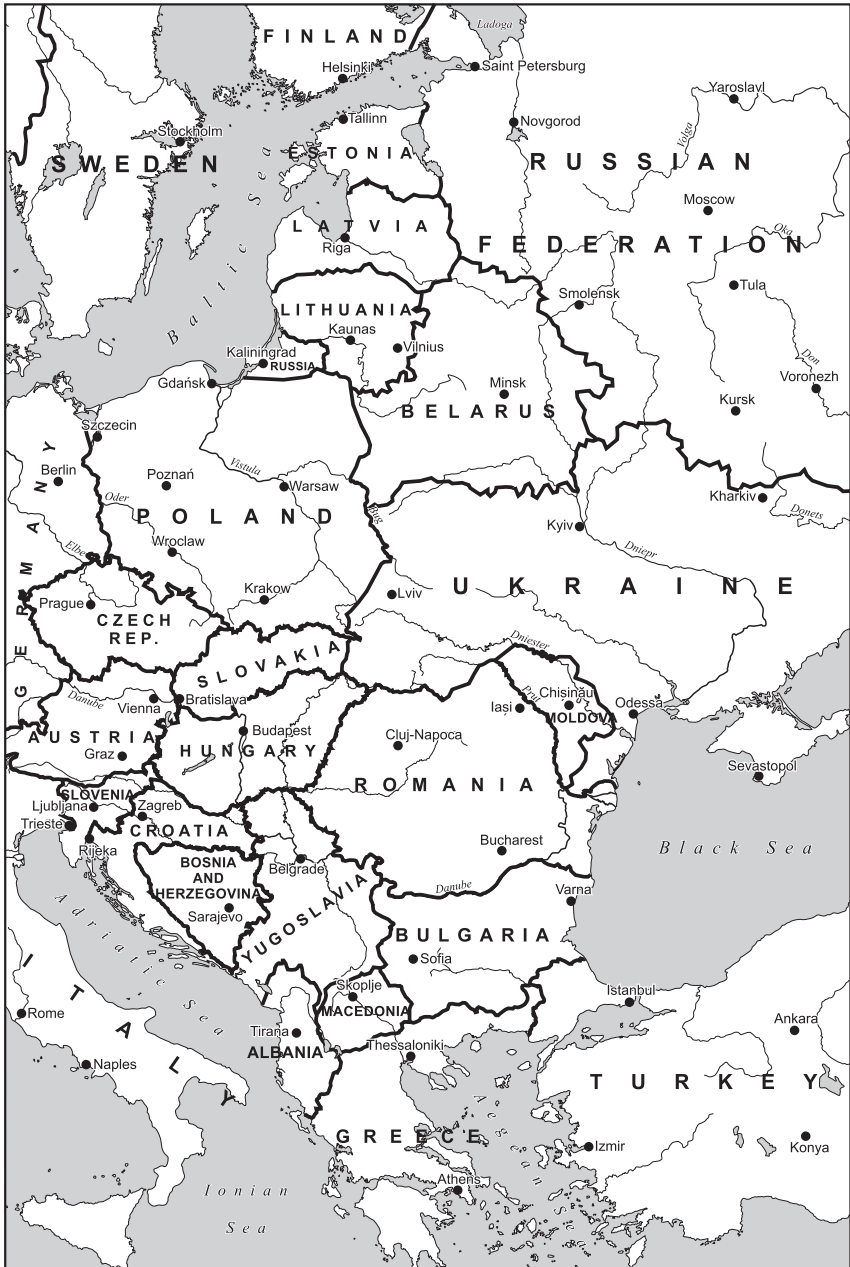 Ladoga
FINLAND
Helsinki
Saint Petersburg
Yaroslavl
Tallinn
Novgorod
Volga
Stockholm
ESTONIA
SWEDEN
RUSSIAN
FEDERATION
Moscow
Baltic Sea
LATVIA
Riga
Oka
Tula
Smolensk
LITHUANIA
Kaunas
Vilnius
Kaliningrad
RUSSIA
Gdańsk
Minsk
BELARUS
Don
Voronezh
Kursk
Szczecin
GERMANY
Berlin
Poznań
Vistula
Warsaw
Oder
POLAND
Bug
Kharkiv
Donets
Kyiv
Dniepr
Elbe
Wroclaw
Krakow
Lviv
UKRAINE
Prague
CZECH
REP.
SLOVAKIA
Dniester
Danube
Vienna
Bratislava
Prut
Chișinău
Iași
MOLDOVA
Odessa
AUSTRIA
Graz
Budapest
HUNGARY
Cluj-Napoca
ROMANIA
Sevastopol
SLOVENIA
Ljubljana
Zagreb
Trieste
CROATIA
Rijeka
Bucharest
Black Sea
BOSNIA
AND
HERZEGOVINA
Sarajevo
Belgrade
YUGOSLAVIA
Danube
Varna
BULGARIA
Sofia
Adriatic Sea
ITALY
Rome
Naples
Skoplje
MACEDONIA
Tirana
ALBANIA
Thessaloniki
Istanbul
Ankara
TURKEY
Aegean Sea
GREECE
Izmir
Konya
Athens
Ionian
Sea